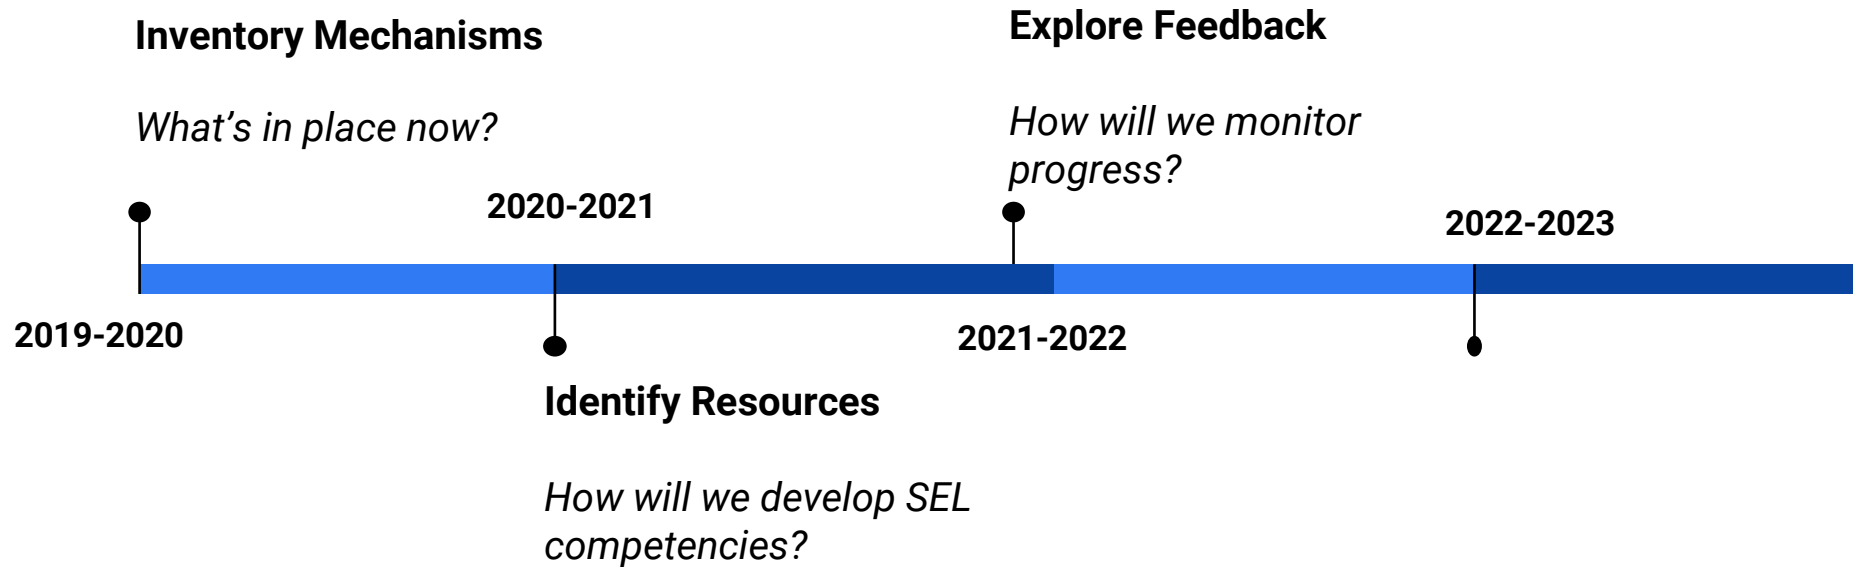 Inventory Mechanisms
What’s in place now?
Explore Feedback
How will we monitor
progress?
2020-2021
2022-2023
2019-2020
2021-2022
Identify Resources
How will we develop SEL
competencies?